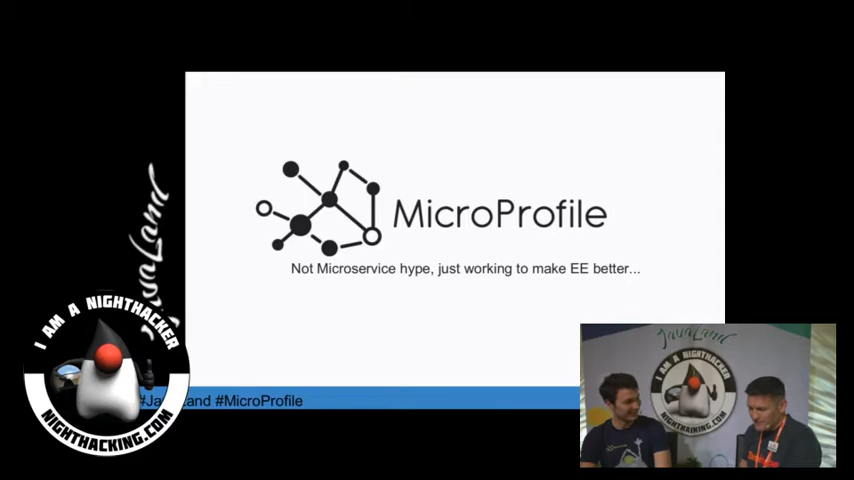 MicroProfile
Not Microservice hype, just working to make EE better...
JavaLand
I AM A NIGHTHACKER
NIGHTHACKING.COM
#MicroProfile
JavaLand
I AM A NIGHTHACKER
NIGHTHACKING.COM